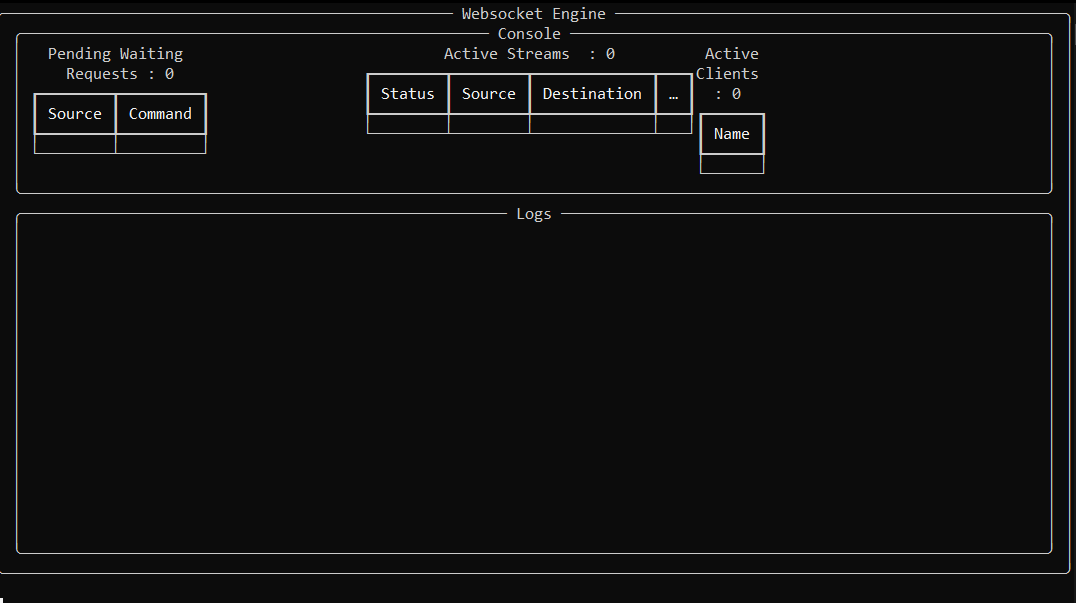 Websocket Engine
Console
Pending Waiting
Requests : 0
Source Command
Active Streams : 0
Status Source Destination …
Active
Clients
: 0
Name
Logs